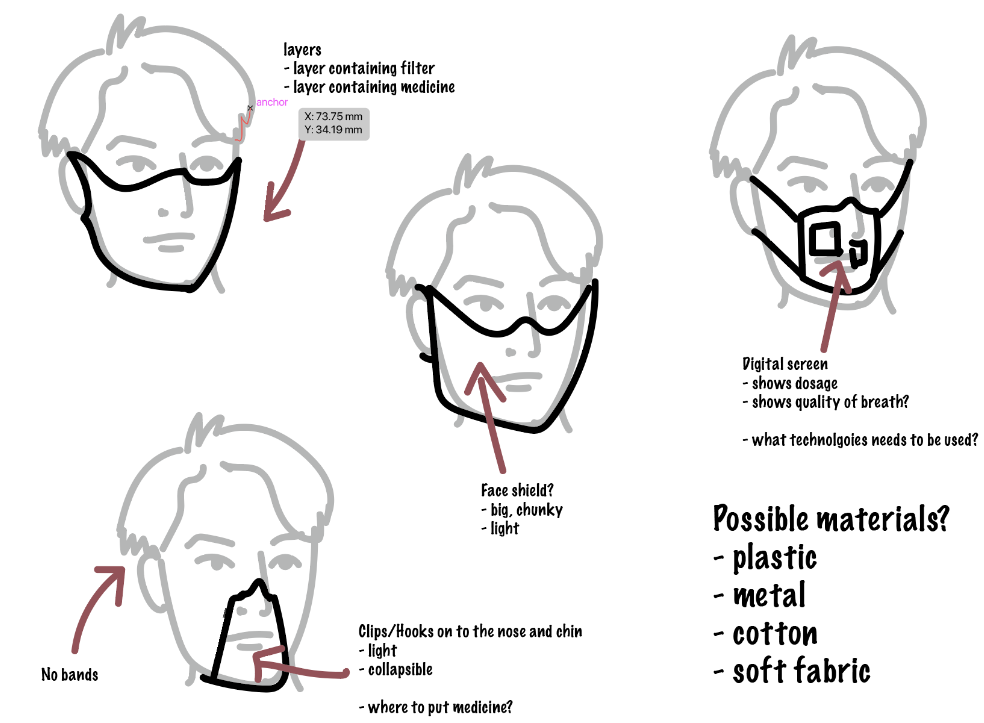 layers
- layer containing filter
- layer containing medicine
anchor
X: 73.75 mm
Y: 34.19 mm
Digital screen
- shows dosage
- shows quality of breath?
- what technolgoies needs to be used?
Face shield?
- big, chunky
- light
Possible materials?
- plastic
- metal
- cotton
- soft fabric
No bands
Clips/Hooks on to the nose and chin
- light
- collapsible
- where to put medicine?